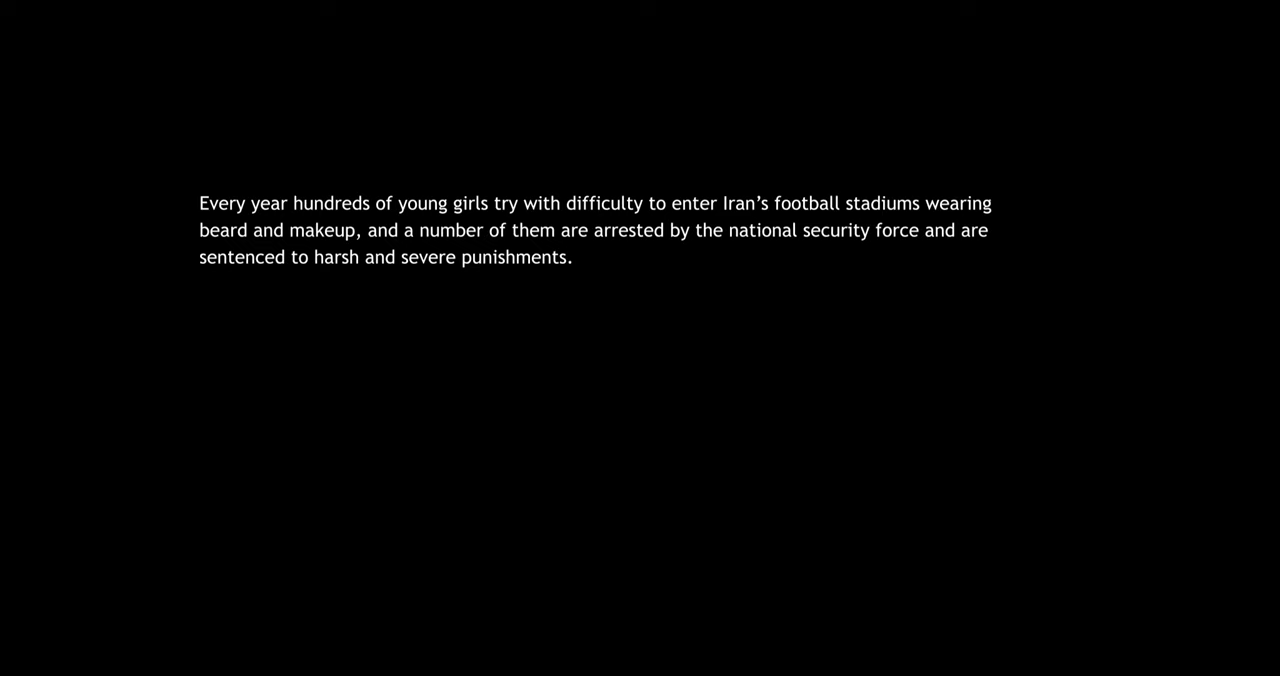 Every year hundreds of young girls try with difficulty to enter Iran’s football stadiums wearing
beard and makeup, and a number of them are arrested by the national security force and are
sentenced to harsh and severe punishments.